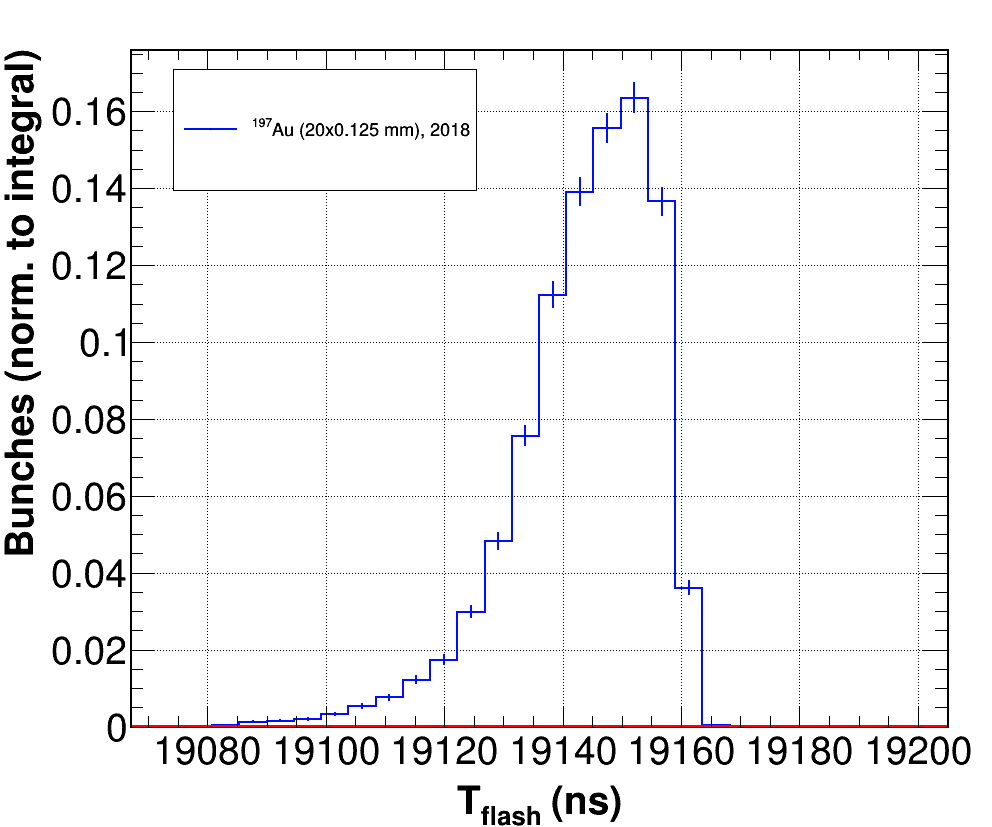 Bunches (norm. to integral)
0.16
0.14
0.12
0.1
0.08
0.06
0.04
0.02
0
¹⁹⁷Au (20x0.125 mm), 2018
19080 19100 19120 19140 19160 19180 19200
T_flash (ns)